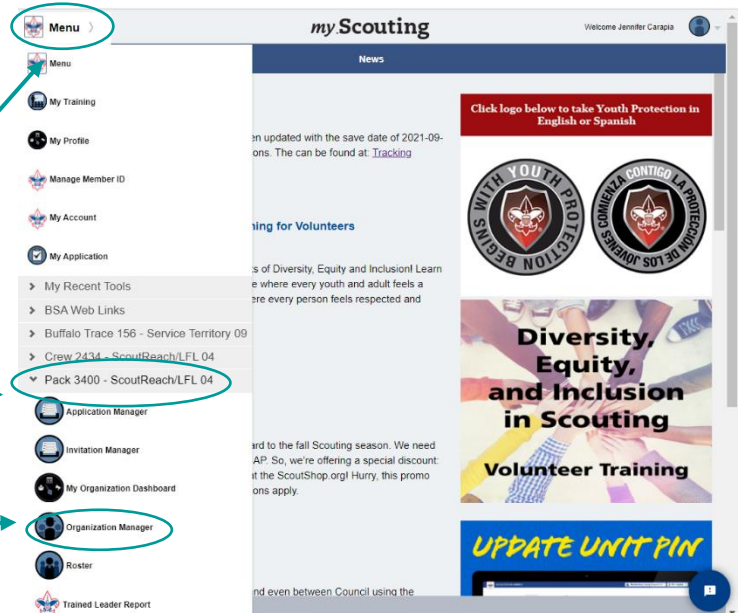 Menu
my.Scouting
Welcome Jennifer Carapia
Menu
News
My Training
My Profile
Manage Member ID
My Account
My Application
My Recent Tools
BSA Web Links
Buffalo Trace 156 - Service Territory 09
Crew 2434 - ScoutReach/LFL 04
Pack 3400 - ScoutReach/LFL 04
Application Manager
Invitation Manager
My Organization Dashboard
Organization Manager
Roster
Trained Leader Report
en updated with the save date of 2021-09-
ons. The can be found at: Tracking
ning for Volunteers
s of Diversity, Equity and Inclusion! Learn
e where every youth and adult feels a
ere every person feels respected and
ard to the fall Scouting season. We need
AP. So, we're offering a special discount:
t the ScoutShop.org! Hurry, this promo
ons apply.
nd even between Council using the
Click logo below to take Youth Protection in
English or Spanish
YOUTH PROTECTION BEGINS WITH YOU
LA PROTECCIÓN DE LOS JÓVENES COMIENZA CONTIGO
Diversity,
Equity,
and Inclusion
in Scouting
Volunteer Training
UPDATE UNIT PIN